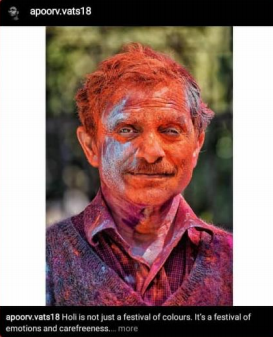 apoorv.vats18
apoorv.vats18 Holi is not just a festival of colours. It's a festival of
emotions and carefreeness.... more